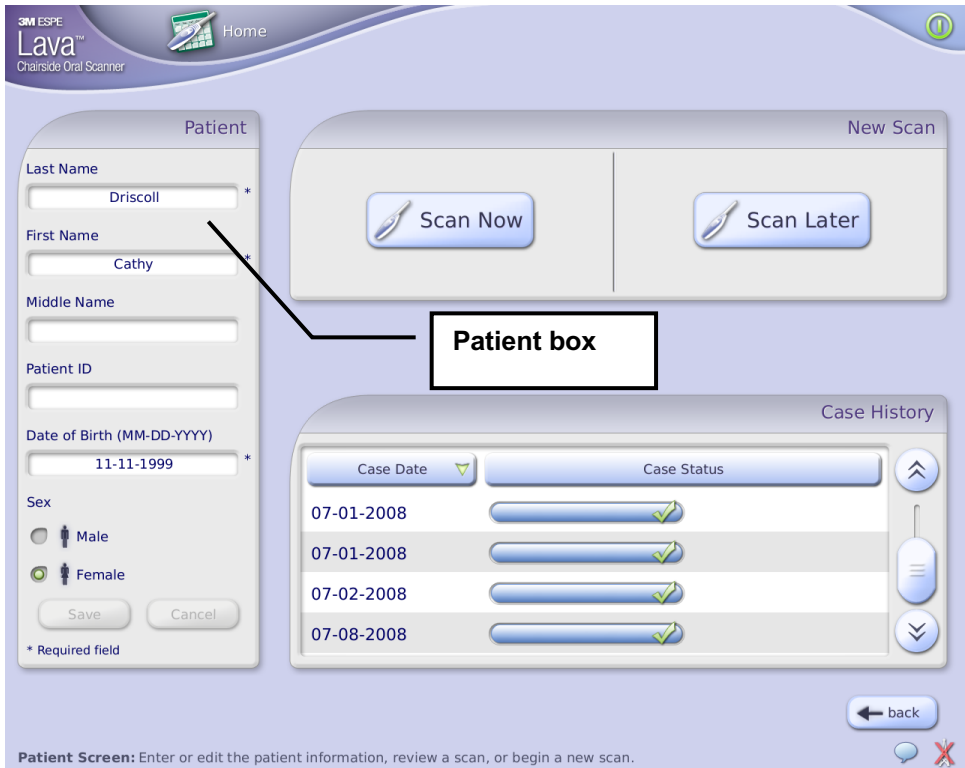 3M ESPE
Lava™
Chairside Oral Scanner
Home
Patient
Last Name
Driscoll *
First Name
Cathy *
Middle Name
Patient ID
Date of Birth (MM-DD-YYYY)
11-11-1999 *
Sex
Male
Female
Save Cancel
* Required field
New Scan
Scan Now Scan Later
Patient box
Case History
Case Date Case Status
07-01-2008
07-01-2008
07-02-2008
07-08-2008
back
Patient Screen: Enter or edit the patient information, review a scan, or begin a new scan.